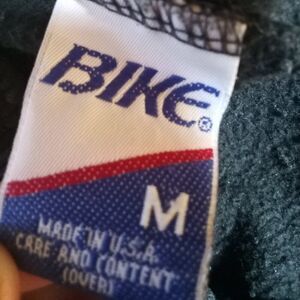 BIKE®
M
MADE IN U.S.A.
CARE AND CONTENT
(OVER)